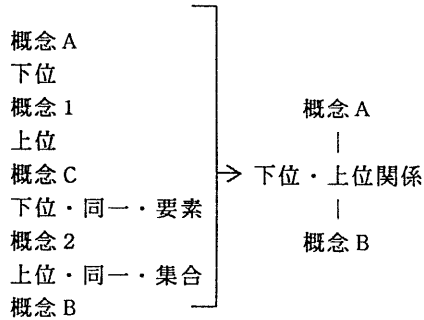 概念 A
下位
概念 1
上位
概念 C
下位・同一・要素
概念 2
上位・同一・集合
概念 B
概念 A
下位・上位関係
概念 B